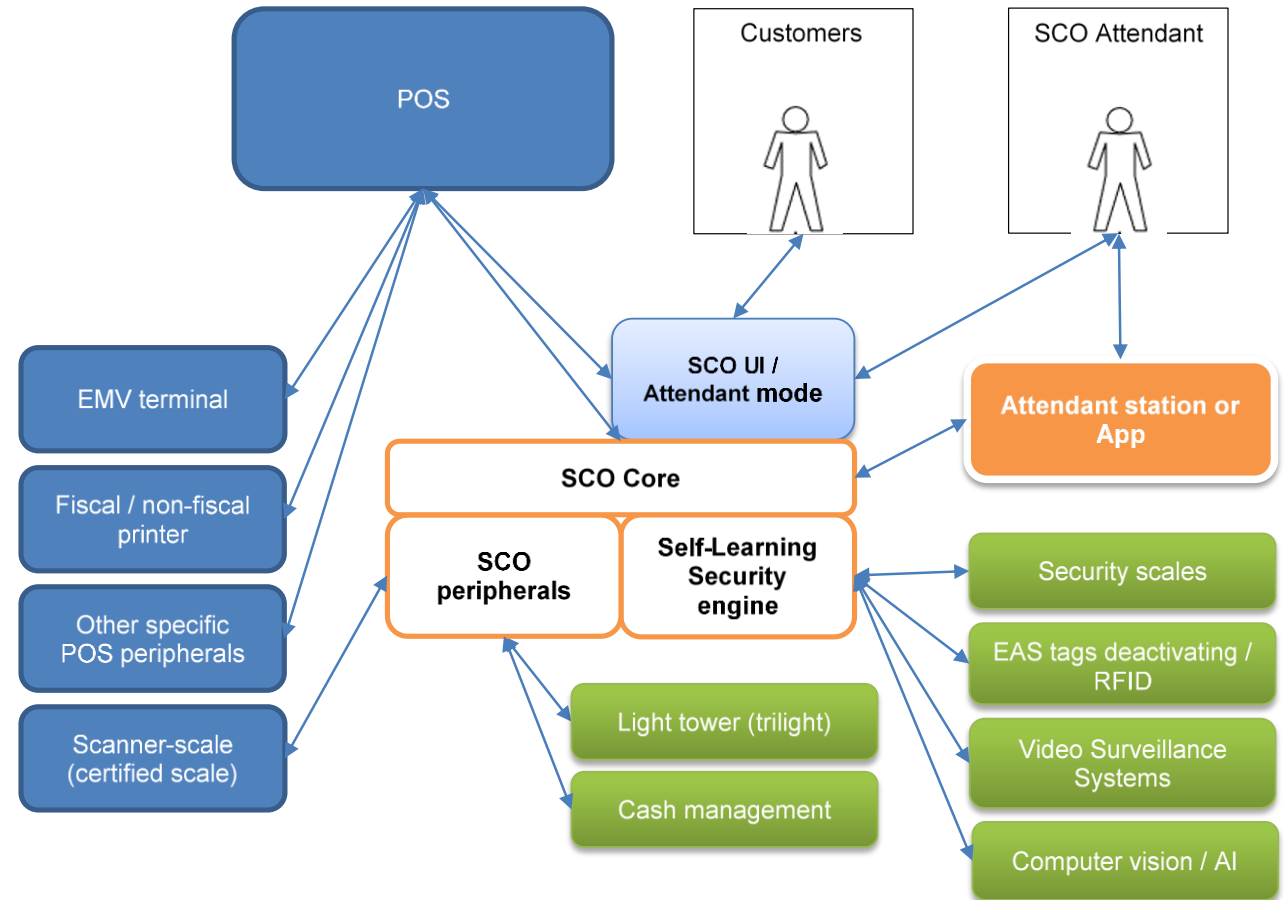 POS
Customers
SCO Attendant
SCO UI /
Attendant mode
EMV terminal
Attendant station or
App
SCO Core
Fiscal / non-fiscal
printer
SCO
peripherals
Self-Learning
Security
engine
Security scales
Other specific
POS peripherals
EAS tags deactivating /
RFID
Light tower (trilight)
Scanner-scale
(certified scale)
Video Surveillance
Systems
Cash management
Computer vision / AI